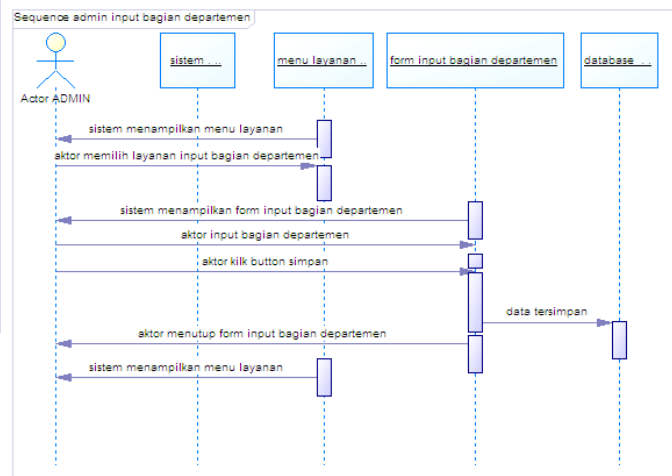 Sequence admin input bagian departemen
sistem . ..
menu layanan ..
form input bagian departemen
database . ..
Actor ADMIN
sistem menampilkan menu layanan
aktor memilih layanan input bagian departemen
sistem menampilkan form input bagian departemen
aktor input bagian departemen
aktor kilk button simpan
data tersimpan
aktor menutup form input bagian departemen
sistem menampilkan menu layanan